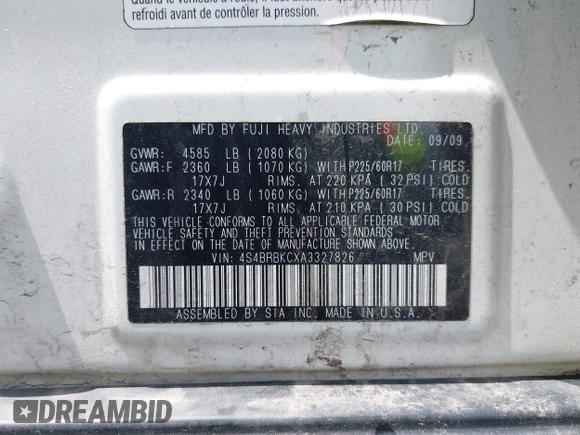 refroidi avant de contrôler la pression.
MFD BY FUJI HEAVY INDUSTRIES LTD.
DATE: 09/09
GVWR: 4585 LB (2080 KG)
GAWR:F 2360 LB (1070 KG) WITH P225/60R17 TIRES,
17X7J RIMS, AT 220 KPA (32 PSI) COLD
GAWR:R 2340 LB (1060 KG) WITH P225/60R17 TIRES,
17X7J RIMS, AT 210 KPA (30 PSI) COLD
THIS VEHICLE CONFORMS TO ALL APPLICABLE FEDERAL MOTOR
VEHICLE SAFETY AND THEFT PREVENTION STANDARDS
IN EFFECT ON THE DATE OF MANUFACTURE SHOWN ABOVE.
VIN: 4S4BRBKCXA3327826 MPV
ASSEMBLED BY SIA INC. MADE IN U.S.A.
DREAMBID